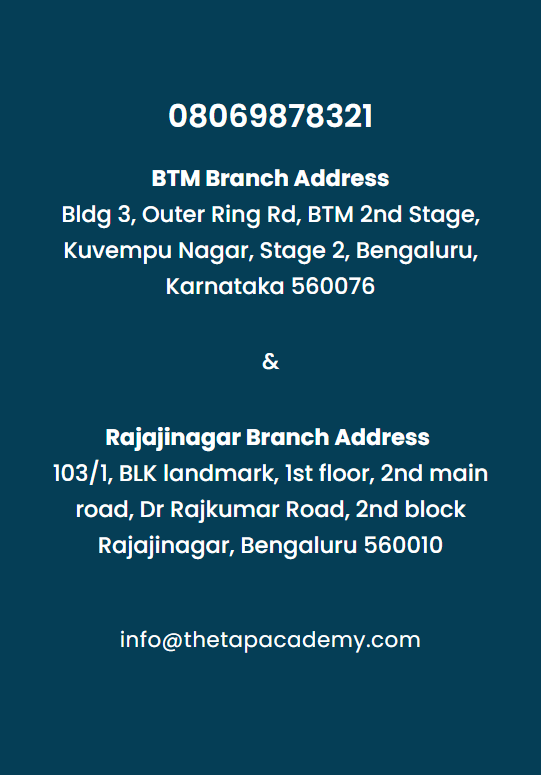 08069878321
BTM Branch Address
Bldg 3, Outer Ring Rd, BTM 2nd Stage,
Kuvempu Nagar, Stage 2, Bengaluru,
Karnataka 560076
&
Rajajinagar Branch Address
103/1, BLK landmark, 1st floor, 2nd main
road, Dr Rajkumar Road, 2nd block
Rajajinagar, Bengaluru 560010
info@thetapacademy.com